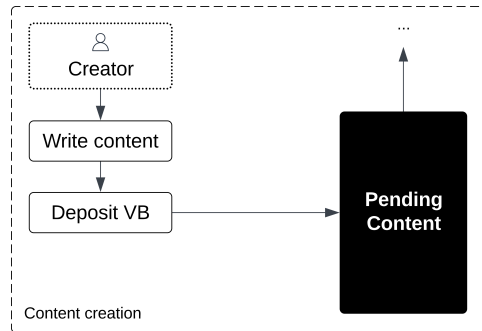 Creator
Write content
Deposit VB
...
Pending
Content
Content creation